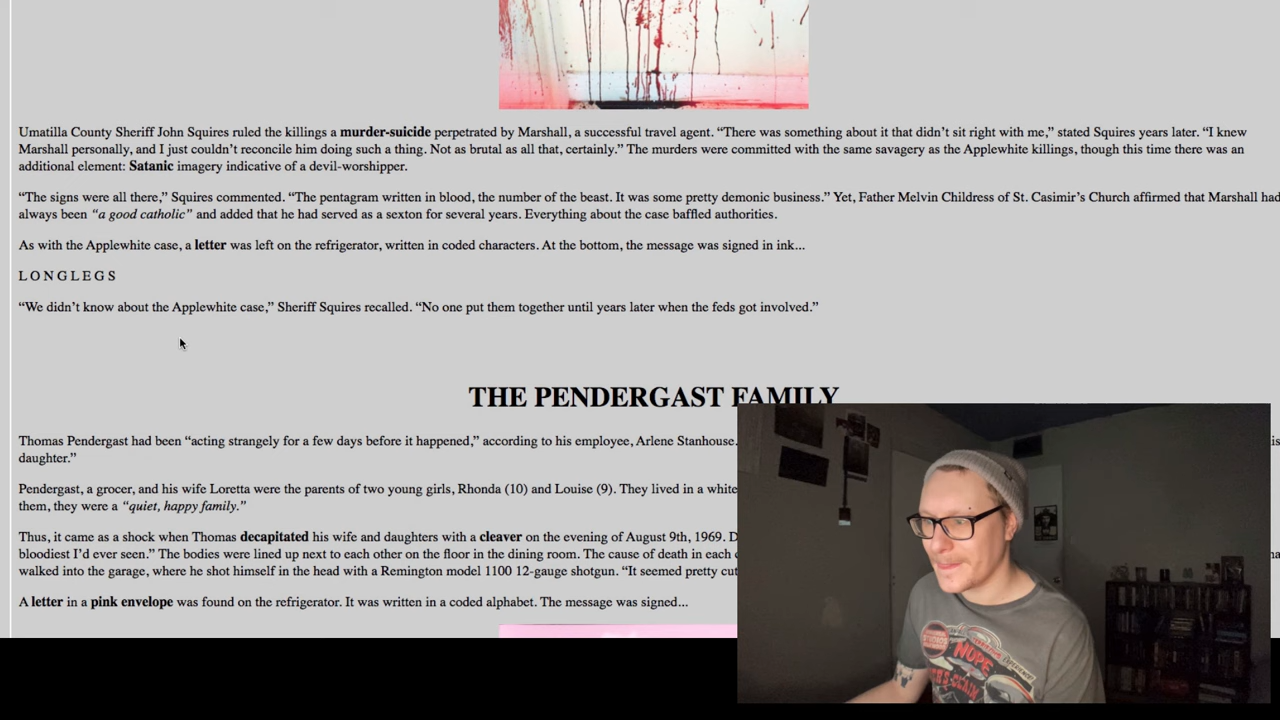 Umatilla County Sheriff John Squires ruled the killings a murder-suicide perpetrated by Marshall, a successful travel agent. “There was something about it that didn’t sit right with me,” stated Squires years later. “I knew
Marshall personally, and I just couldn’t reconcile him doing such a thing. Not as brutal as all that, certainly.” The murders were committed with the same savagery as the Applewhite killings, though this time there was an
additional element: Satanic imagery indicative of a devil-worshipper.
“The signs were all there,” Squires commented. “The pentagram written in blood, the number of the beast. It was some pretty demonic business.” Yet, Father Melvin Childress of St. Casimir’s Church affirmed that Marshall had
always been “a good catholic” and added that he had served as a sexton for several years. Everything about the case baffled authorities.
As with the Applewhite case, a letter was left on the refrigerator, written in coded characters. At the bottom, the message was signed in ink...
L O N G L E G S
“We didn’t know about the Applewhite case,” Sheriff Squires recalled. “No one put them together until years later when the feds got involved.”
THE PENDERGAST FAMILY
Thomas Pendergast had been “acting strangely for a few days before it happened,” according to his employee, Arlene Stanhouse.
daughter.”
Pendergast, a grocer, and his wife Loretta were the parents of two young girls, Rhonda (10) and Louise (9). They lived in a white
them, they were a “quiet, happy family.”
Thus, it came as a shock when Thomas decapitated his wife and daughters with a cleaver on the evening of August 9th, 1969.
bloodiest I’d ever seen.” The bodies were lined up next to each other on the floor in the dining room. The cause of death in each
walked into the garage, where he shot himself in the head with a Remington model 1100 12-gauge shotgun. “It seemed pretty cut
A letter in a pink envelope was found on the refrigerator. It was written in a coded alphabet. The message was signed...
NOPE